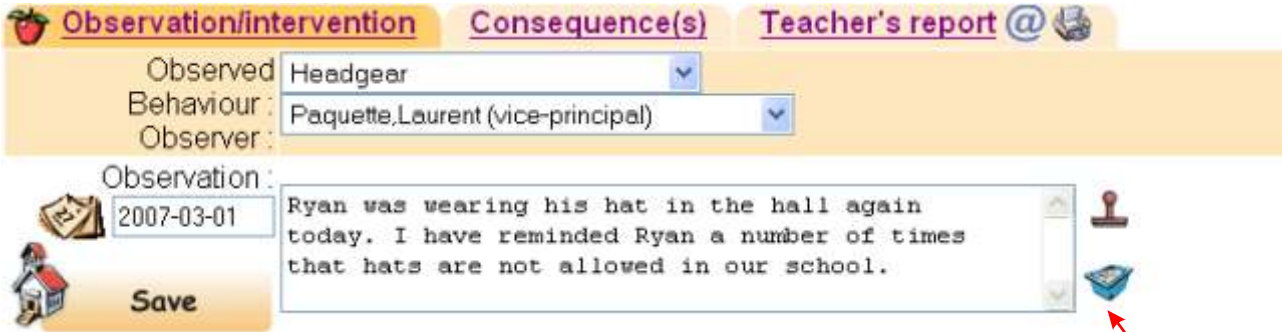 Observation/intervention Consequence(s) Teacher's report @
Observed Headgear
Behaviour : Paquette,Laurent (vice-principal)
Observer :
Observation :
2007-03-01
Ryan was wearing his hat in the hall again
today. I have reminded Ryan a number of times
that hats are not allowed in our school.
Save